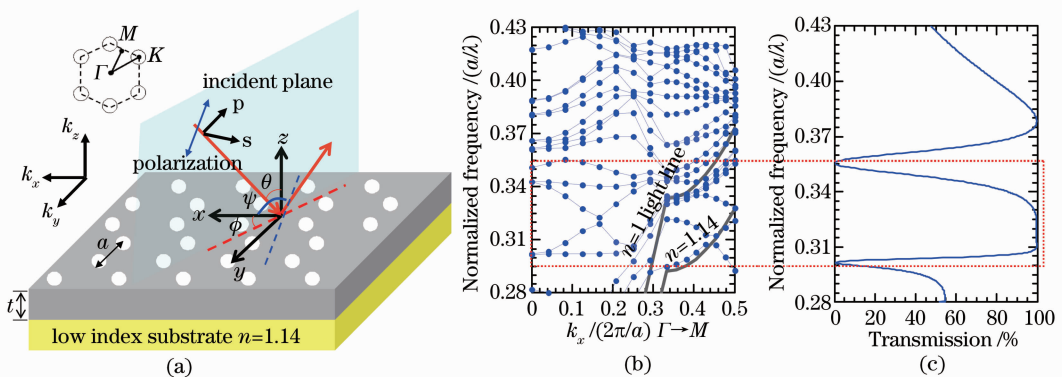 M
K
Γ
incident plane
p
s
polarization
z
θ
ψ
x
ϕ
y
k_z
k_x
k_y
a
t
low index substrate n=1.14
(a)
Normalized frequency /(a/λ)
0.43
0.40
0.37
0.34
0.31
0.28
n=1 light line
n=1.14
0 0.1 0.2 0.3 0.4 0.5
k_x /(2π/a) Γ→M
(b)
Normalized frequency /(a/λ)
0.43
0.40
0.37
0.34
0.31
0.28
0 20 40 60 80 100
Transmission /%
(c)